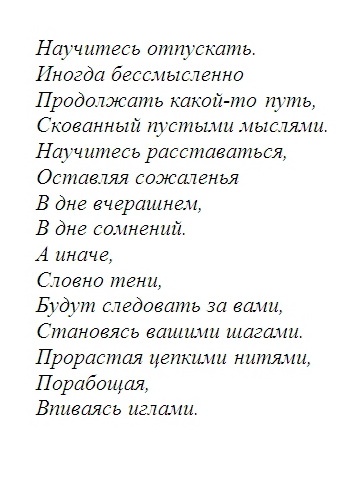 Научитесь отпускать.
Иногда бессмысленно
Продолжать какой-то путь,
Скованный пустыми мыслями.
Научитесь расставаться,
Оставляя сожаленья
В дне вчерашнем,
В дне сомнений.
А иначе,
Словно тени,
Будут следовать за вами,
Становясь вашими шагами.
Прорастая цепкими нитями,
Порабощая,
Впиваясь иглами.